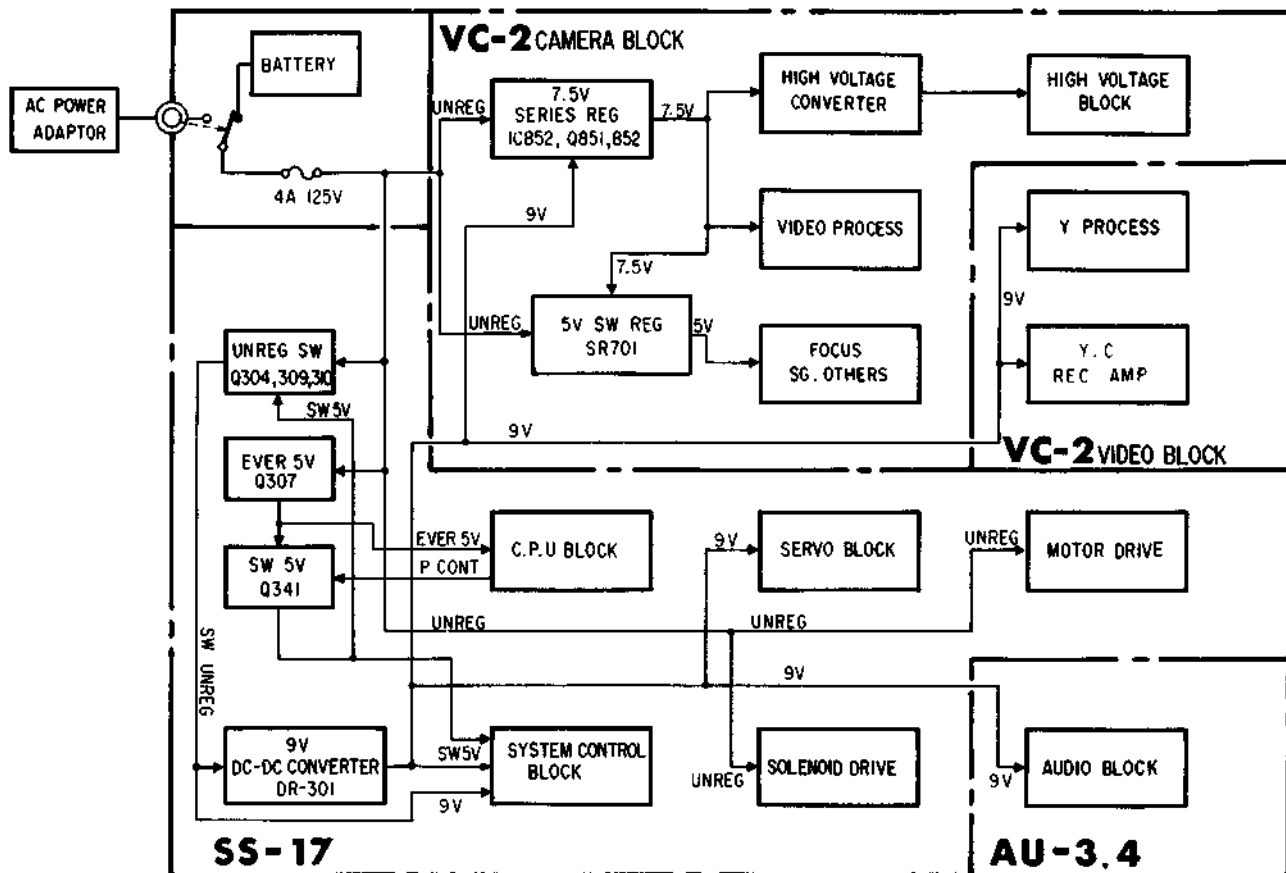 VC-2 CAMERA BLOCK
BATTERY
AC POWER
ADAPTOR
4A 125V
UNREG
7.5V
SERIES REG
IC852, Q851,852
7.5V
HIGH VOLTAGE
CONVERTER
HIGH VOLTAGE
BLOCK
9V
7.5V
VIDEO PROCESS
Y PROCESS
9V
UNREG
5V SW REG
SR701
5V
FOCUS
SG. OTHERS
Y.C
REC AMP
UNREG SW
Q304,309,310
SW5V
9V
VC-2 VIDEO BLOCK
EVER 5V
Q307
SW 5V
Q341
EVER 5V
P CONT
C.P.U BLOCK
9V
SERVO BLOCK
UNREG
MOTOR DRIVE
UNREG
UNREG
SW UNREG
9V
9V
DC-DC CONVERTER
DR-301
SW5V
9V
SYSTEM CONTROL
BLOCK
UNREG
SOLENOID DRIVE
9V
AUDIO BLOCK
SS-17
AU-3.4